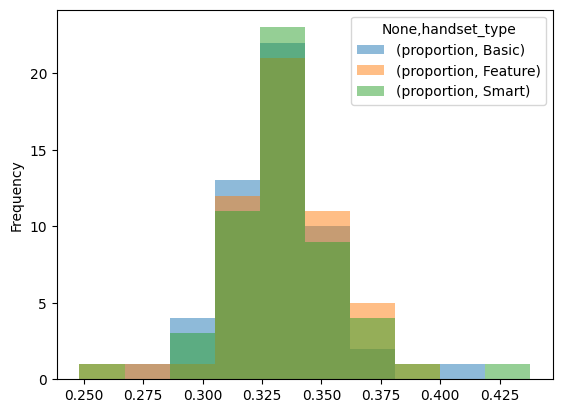 None,handset_type
(proportion, Basic)
(proportion, Feature)
(proportion, Smart)
Frequency
20
15
10
5
0
0.250 0.275 0.300 0.325 0.350 0.375 0.400 0.425